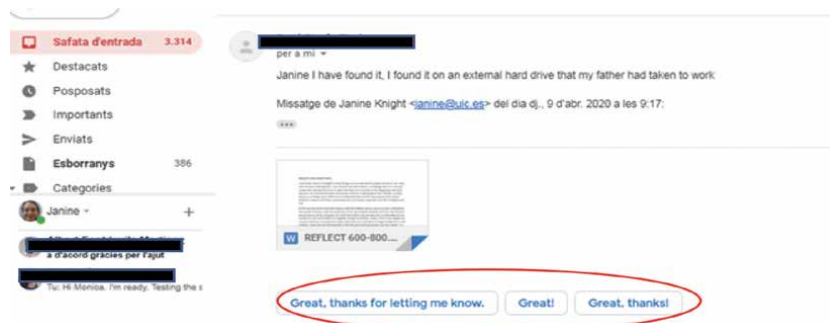 Safata d'entrada 3.314
Destacats
Posposats
Importants
Enviats
Esborranys 386
Categories
Janine
a d'acord gràcies per l'ajut
Tu: Hi Monica. I'm ready. Testing the s
per a mi
Janine I have found it, I found it on an external hard drive that my father had taken to work
Missatge de Janine Knight <janine@uic.es> del dia dj., 9 d'abr. 2020 a les 9:17:
W REFLECT 600-800....
Great, thanks for letting me know. Great! Great, thanks!